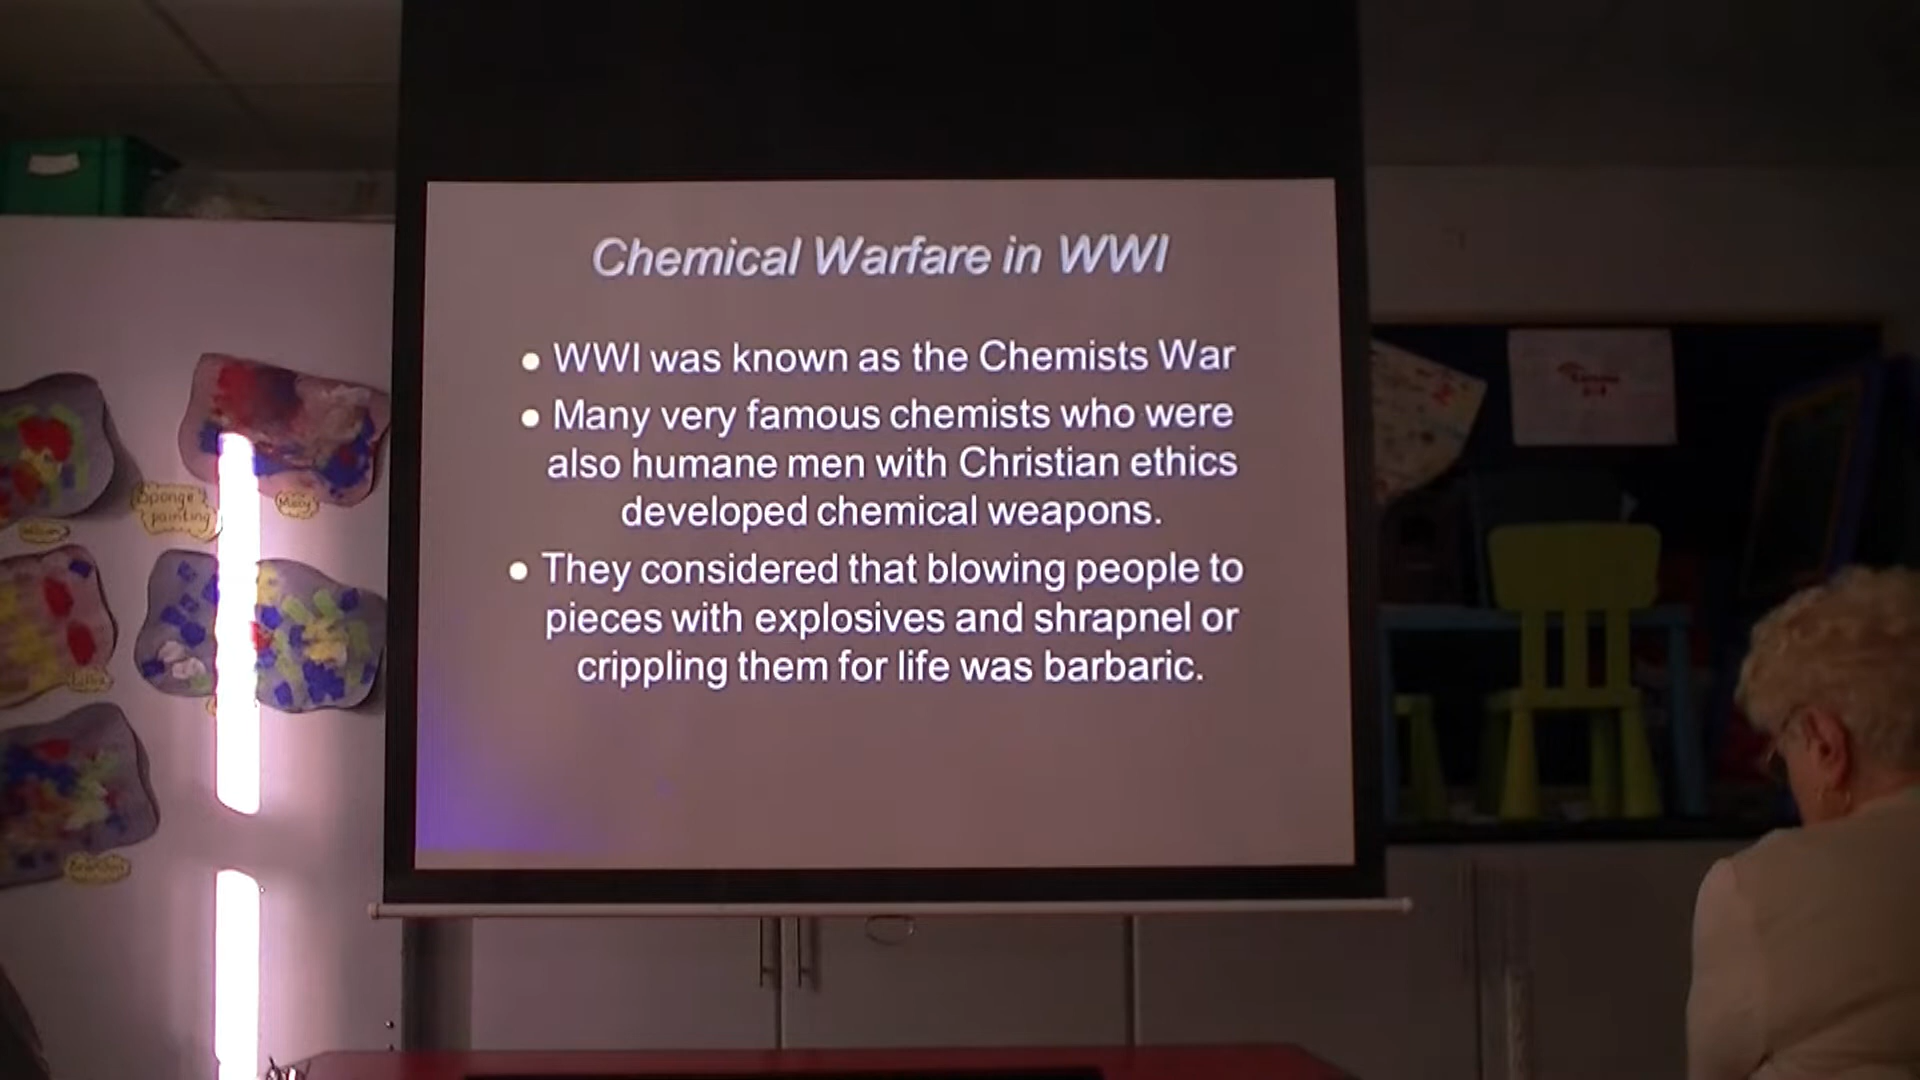 Chemical Warfare in WWI
● WWI was known as the Chemists War
● Many very famous chemists who were
also humane men with Christian ethics
developed chemical weapons.
● They considered that blowing people to
pieces with explosives and shrapnel or
crippling them for life was barbaric.
Sponge
painting